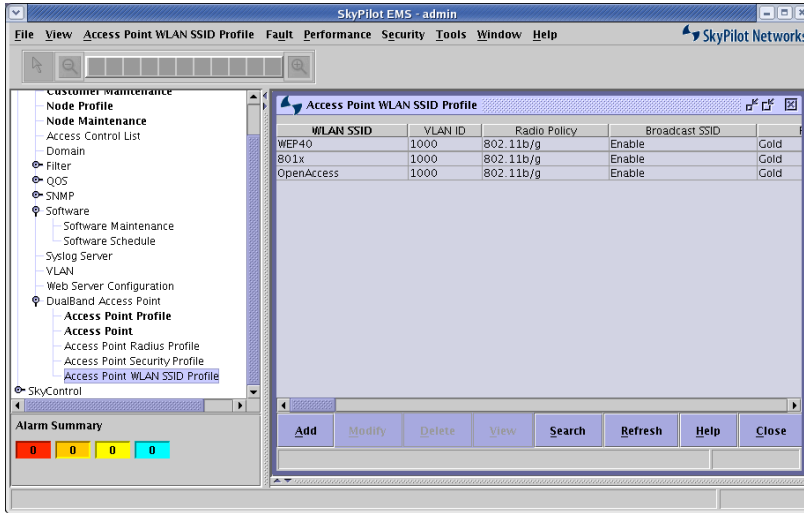 SkyPilot EMS - admin
File View Access Point WLAN SSID Profile Fault Performance Security Tools Window Help
SkyPilot Networks
Customer Maintenance
Node Profile
Node Maintenance
Access Control List
Domain
Filter
QOS
SNMP
Software
Software Maintenance
Software Schedule
Syslog Server
VLAN
Web Server Configuration
DualBand Access Point
Access Point Profile
Access Point
Access Point Radius Profile
Access Point Security Profile
Access Point WLAN SSID Profile
SkyControl
Alarm Summary
0 0 0 0
Access Point WLAN SSID Profile
WLAN SSID VLAN ID Radio Policy Broadcast SSID
WEP40 1000 802.11b/g Enable Gold
801x 1000 802.11b/g Enable Gold
OpenAccess 1000 802.11b/g Enable Gold
Add Modify Delete View Search Refresh Help Close